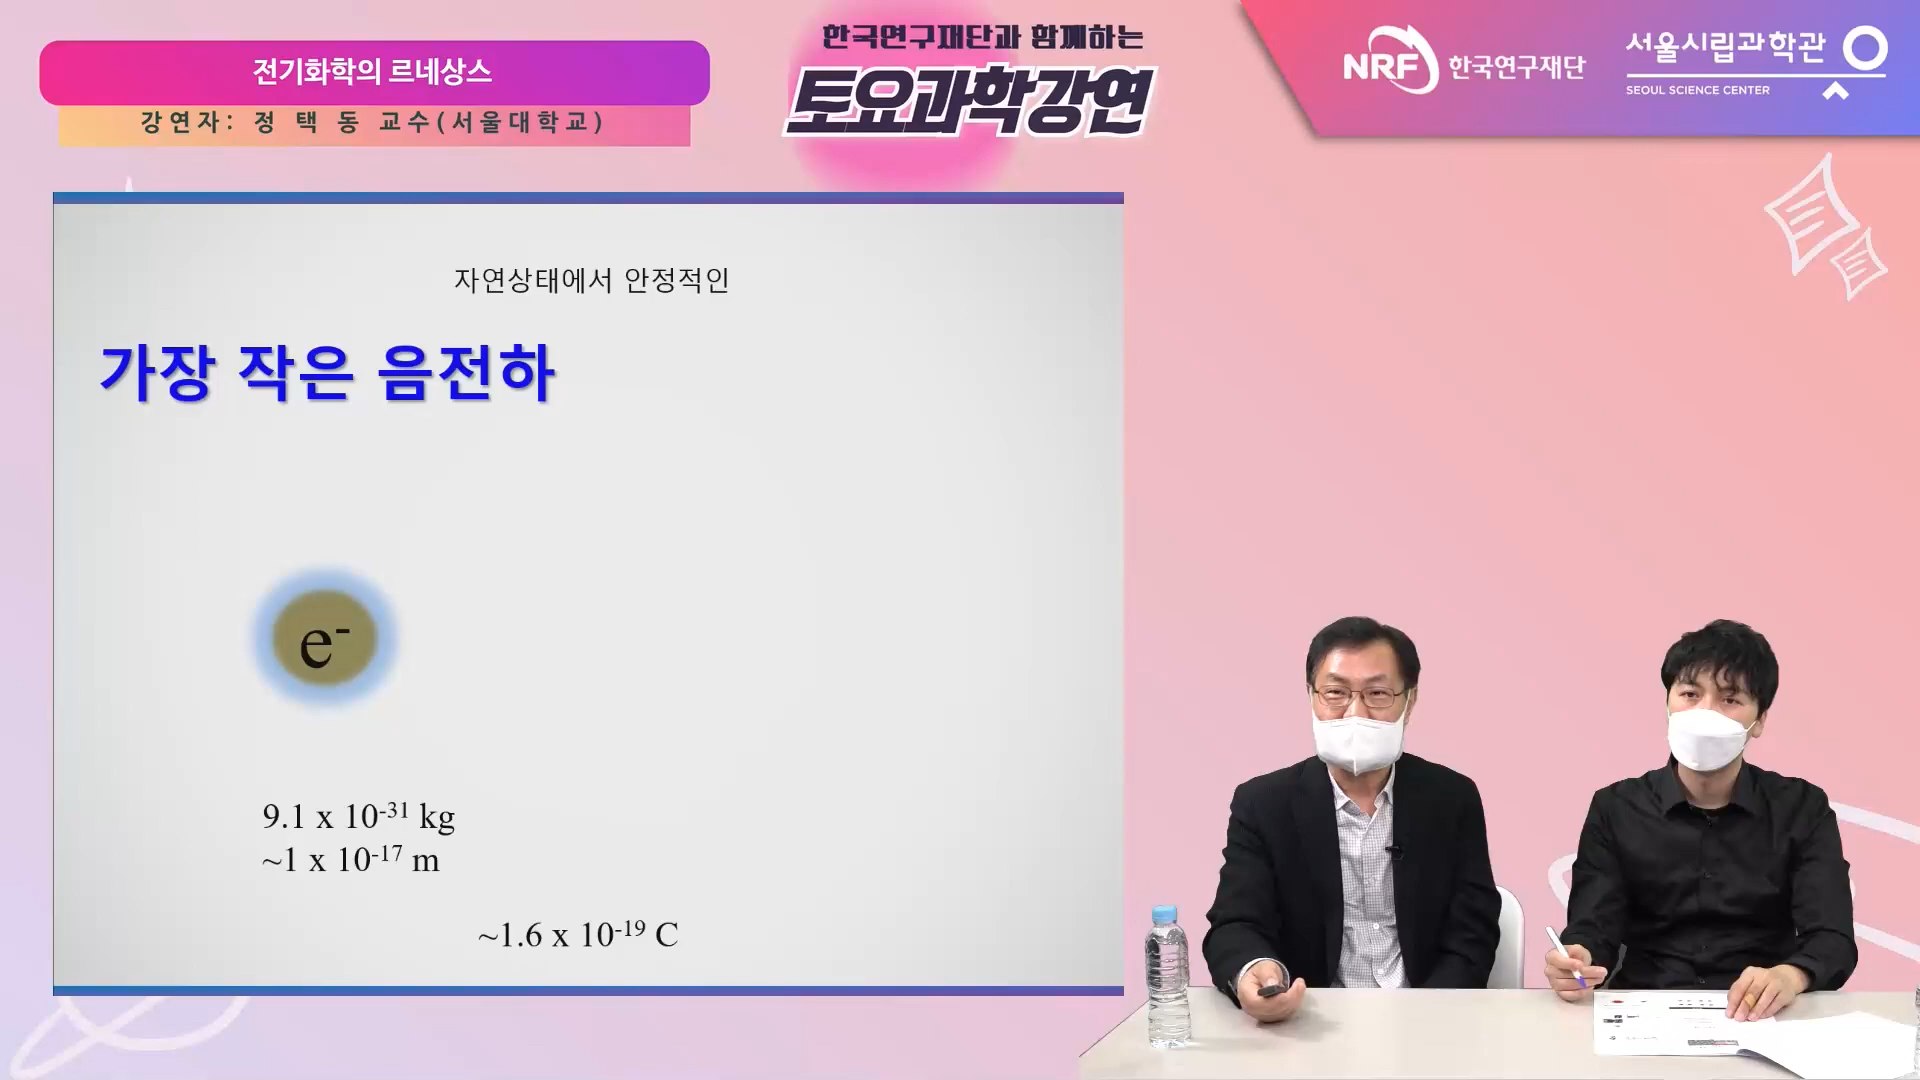 전기화학의 르네상스
강연자: 정 택 동 교수(서울대학교)
한국연구재단과 함께하는
토요과학강연
NRF 한국연구재단
서울시립과학관
SEOUL SCIENCE CENTER
자연상태에서 안정적인
가장 작은 음전하
e⁻
9.1 x 10⁻³¹ kg
~1 x 10⁻¹⁷ m
~1.6 x 10⁻¹⁹ C